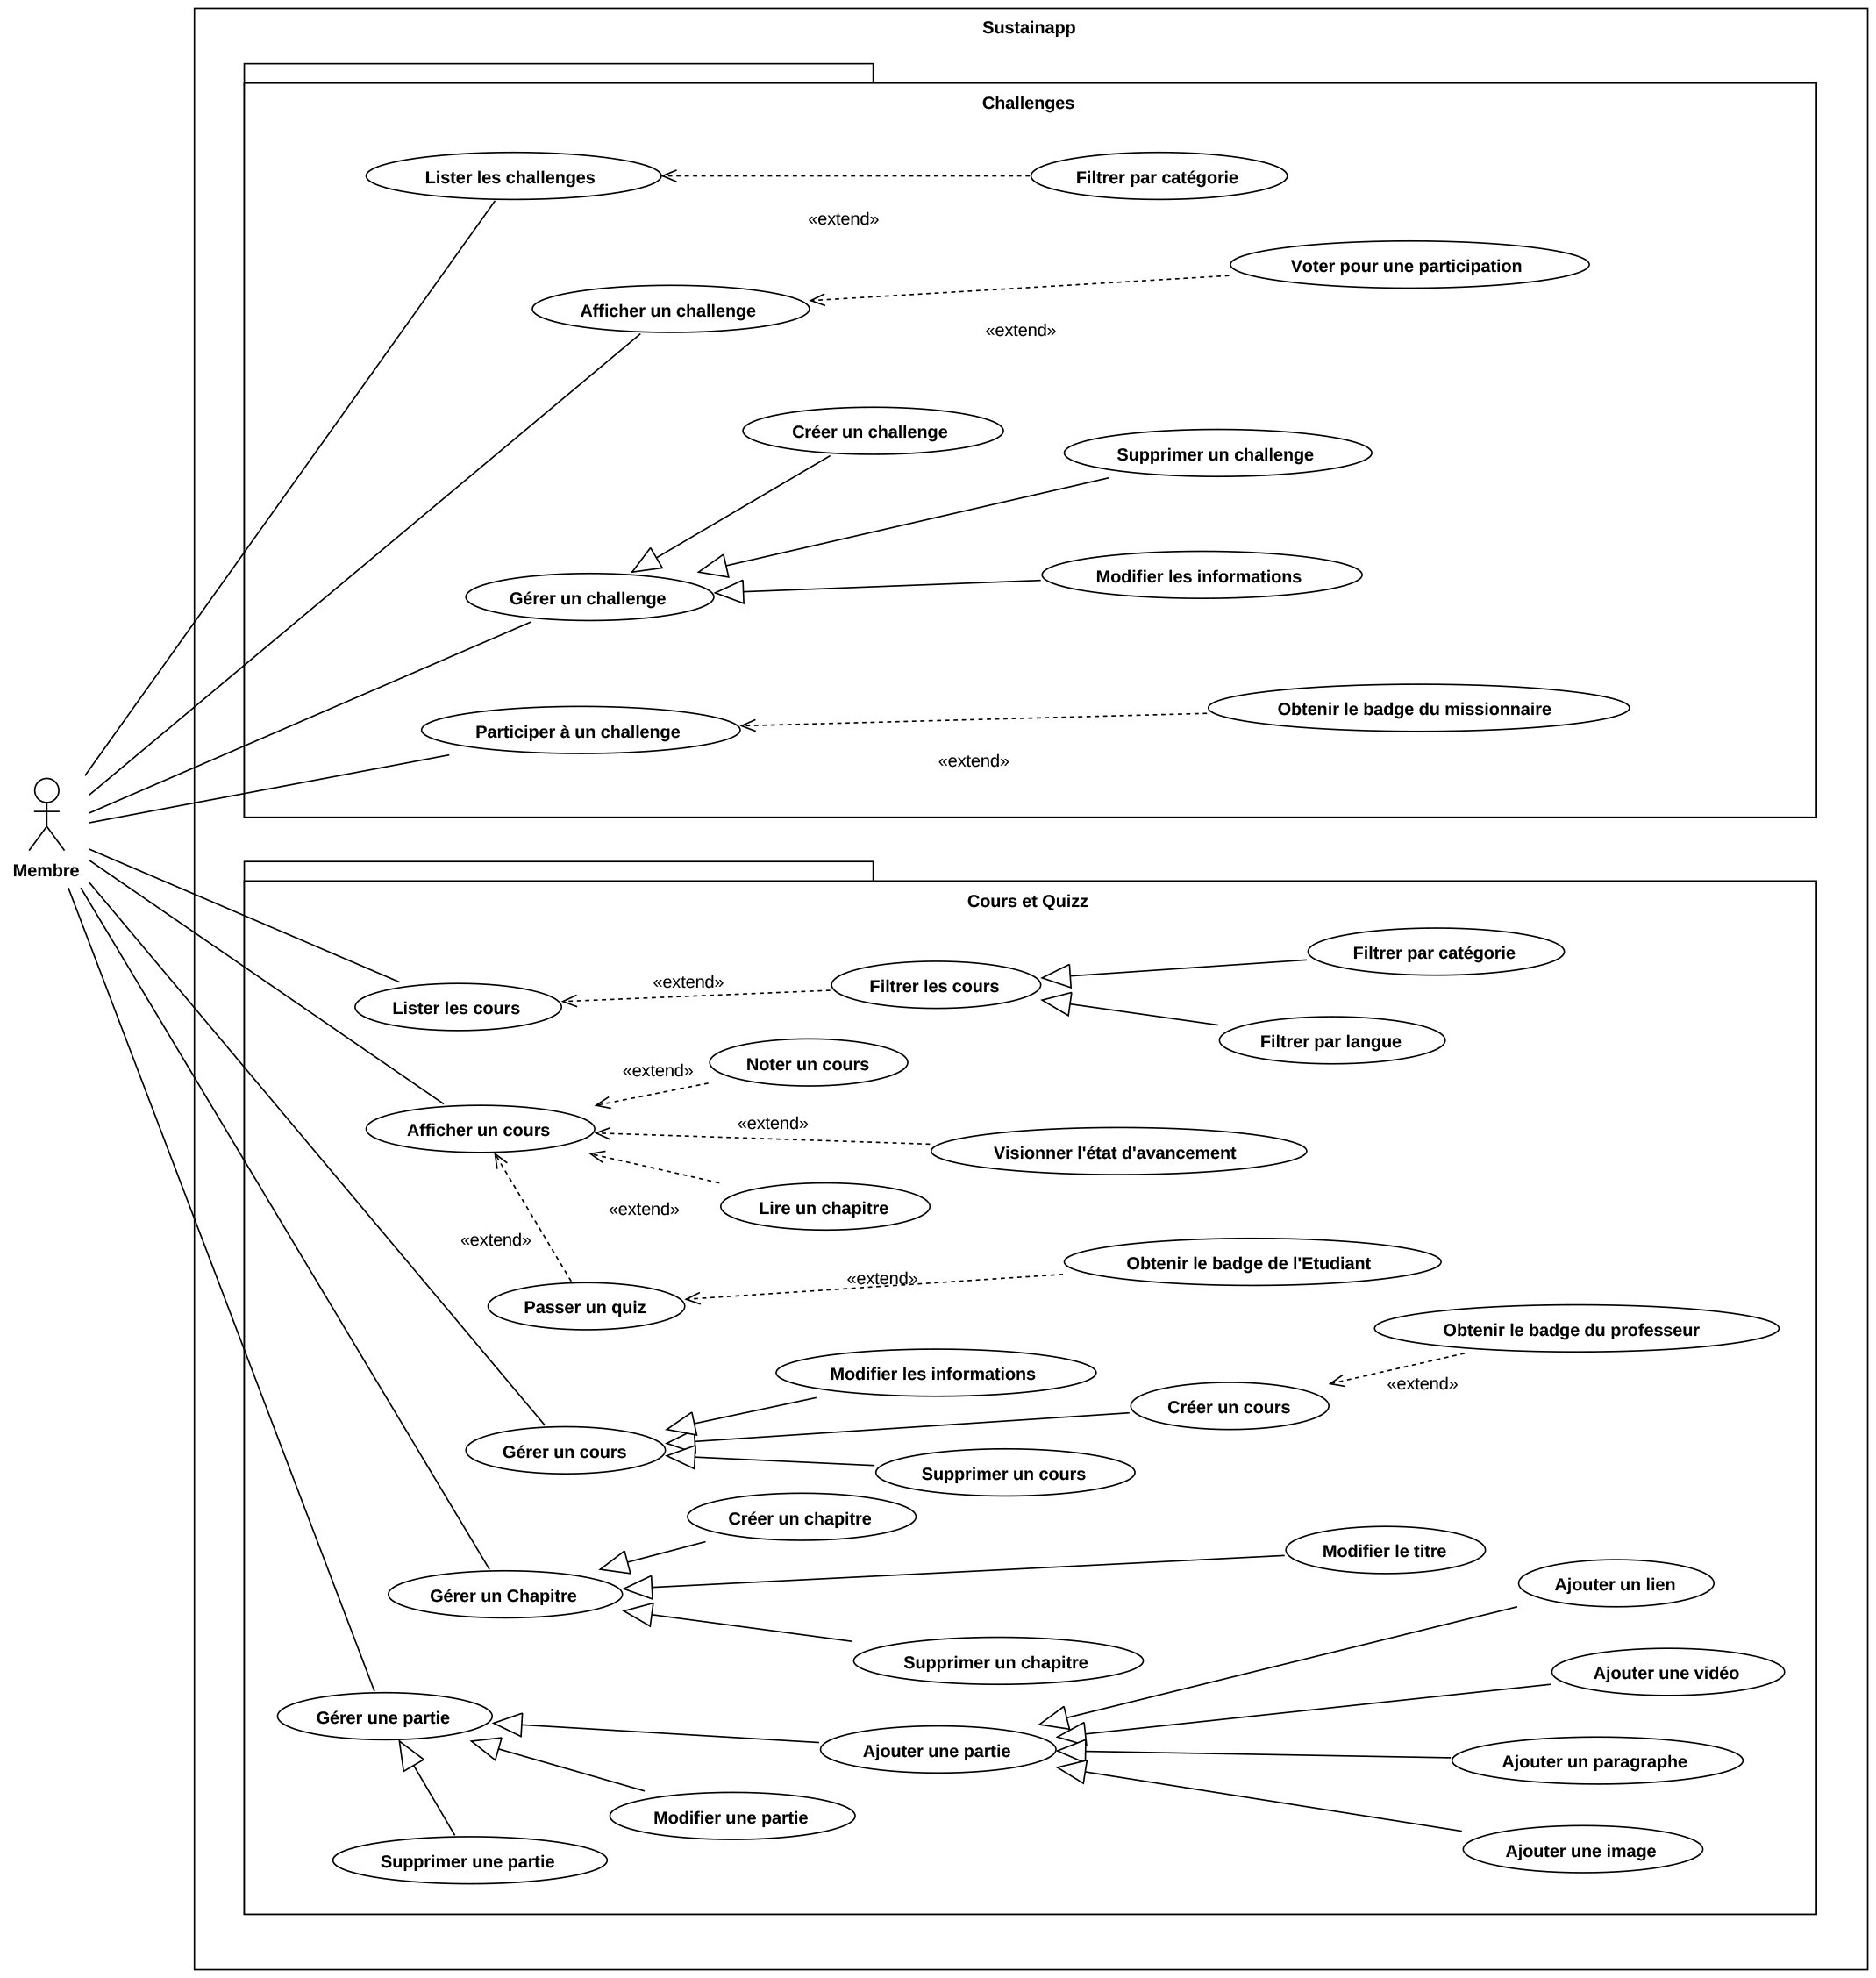 Sustainapp
Challenges
Lister les challenges
Filtrer par catégorie
«extend»
Voter pour une participation
Afficher un challenge
«extend»
Créer un challenge
Supprimer un challenge
Modifier les informations
Gérer un challenge
Obtenir le badge du missionnaire
Participer à un challenge
«extend»
Membre
Cours et Quizz
Filtrer par catégorie
«extend»
Filtrer les cours
Lister les cours
Filtrer par langue
Noter un cours
«extend»
«extend»
Afficher un cours
Visionner l'état d'avancement
Lire un chapitre
«extend»
«extend»
Obtenir le badge de l'Etudiant
«extend»
Passer un quiz
Obtenir le badge du professeur
Modifier les informations
«extend»
Créer un cours
Gérer un cours
Supprimer un cours
Créer un chapitre
Modifier le titre
Ajouter un lien
Gérer un Chapitre
Supprimer un chapitre
Ajouter une vidéo
Gérer une partie
Ajouter une partie
Ajouter un paragraphe
Modifier une partie
Ajouter une image
Supprimer une partie